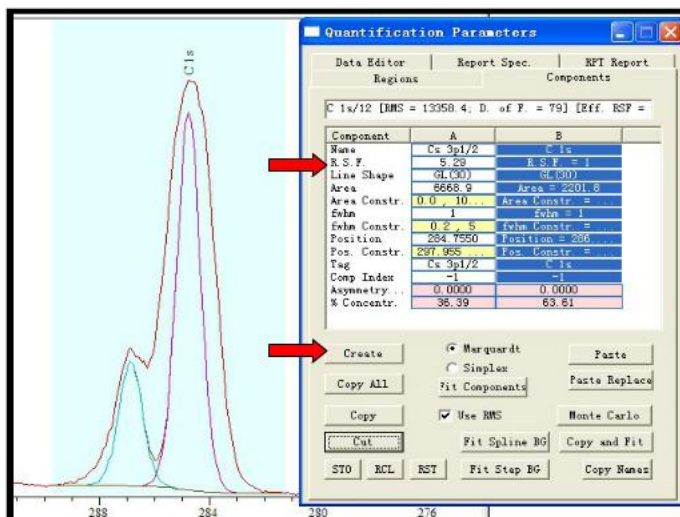 C 1s
288
284
280
276
Quantification Parameters
Data Editor
Report Spec.
RPT Report
Regions
Components
C 1s/12 [RMS = 13358.4; D. of F. = 79] [Eff. RSF =
Component A B
Name Cs 3p1/2 C 1s
R.S.F. 5.29 R.S.F. = 1
Line Shape GL(30) GL(30)
Area 6668.9 Area = 2201.8
Area Constr. 0.0 , 10... Area Constr. = ...
fwhm 1 fwhm = 1
fwhm Constr. 0.2 , 5 fwhm Constr. = ...
Position 284.7550 Position = 286...
Pos. Constr. 297.955 ... Pos. Constr. = ...
Tag Cs 3p1/2 C 1s
Comp Index -1 -1
Asymmetry... 0.0000 0.0000
% Concentr. 36.39 63.61
Create
Marquardt
Simplex
Paste
Copy All
Fit Components
Paste Replace
Copy
Use RMS
Monte Carlo
Cut
Fit Spline BG
Copy and Fit
STO
RCL
RST
Fit Step BG
Copy Names